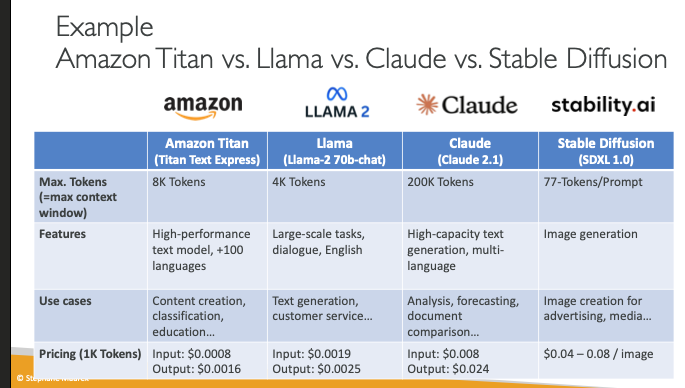 Example
Amazon Titan vs. Llama vs. Claude vs. Stable Diffusion
amazon
LLAMA 2
Claude
stability.ai
Amazon Titan
(Titan Text Express)
Llama
(Llama-2 70b-chat)
Claude
(Claude 2.1)
Stable Diffusion
(SDXL 1.0)
Max. Tokens
(=max context
window)
8K Tokens
4K Tokens
200K Tokens
77-Tokens/Prompt
Features
High-performance
text model, +100
languages
Large-scale tasks,
dialogue, English
High-capacity text
generation, multi-
language
Image generation
Use cases
Content creation,
classification,
education…
Text generation,
customer service…
Analysis, forecasting,
document
comparison…
Image creation for
advertising, media…
Pricing (1K Tokens)
Input: $0.0008
Output: $0.0016
Input: $0.0019
Output: $0.0025
Input: $0.008
Output: $0.024
$0.04 – 0.08 / image
©